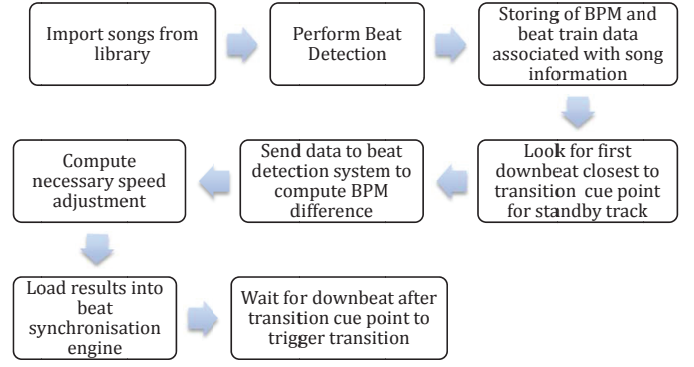 Import songs from
library
Perform Beat
Detection
Storing of BPM and
beat train data
associated with song
information
Look for first
downbeat closest to
transition cue point
for standby track
Send data to beat
detection system to
compute BPM
difference
Compute
necessary speed
adjustment
Load results into
beat
synchronisation
engine
Wait for downbeat after
transition cue point to
trigger transition